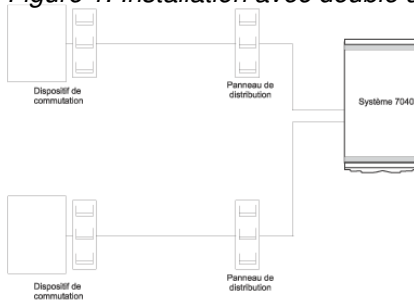 Figure 1: Installation avec double
Dispositif de
commutation
Panneau de
distribution
Système 7040
Dispositif de
commutation
Panneau de
distribution